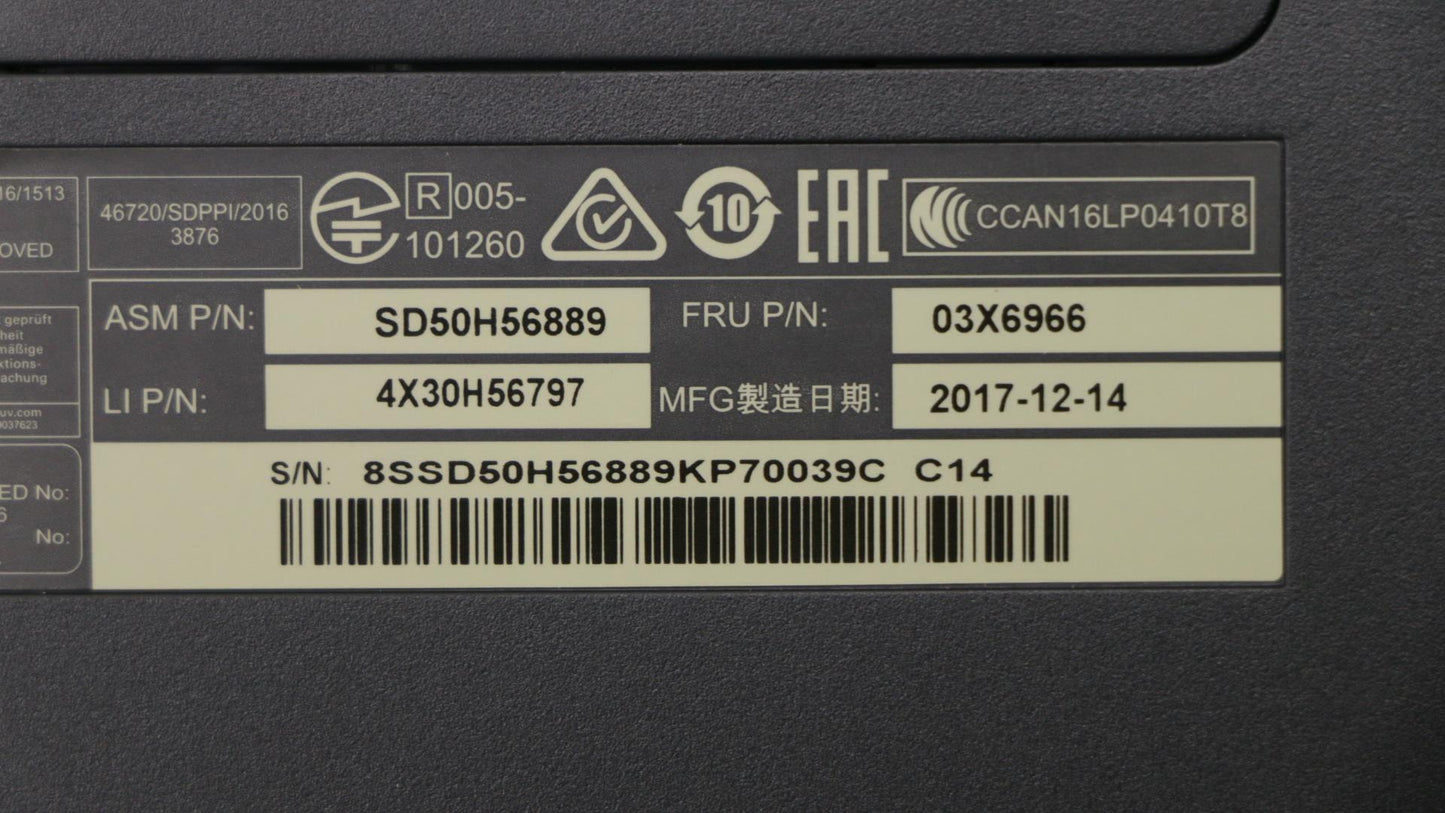 16/1513
OVED
46720/SDPPI/2016
3876
R 005-
101260
10
EAC
CCAN16LP0410T8
geprüft
heit
mäßige
ktions-
achung
uv.com
037623
ED No:
6
No:
ASM P/N: SD50H56889 FRU P/N: 03X6966
LI P/N: 4X30H56797 MFG製造日期: 2017-12-14
S/N: 8SSD50H56889KP70039C C14